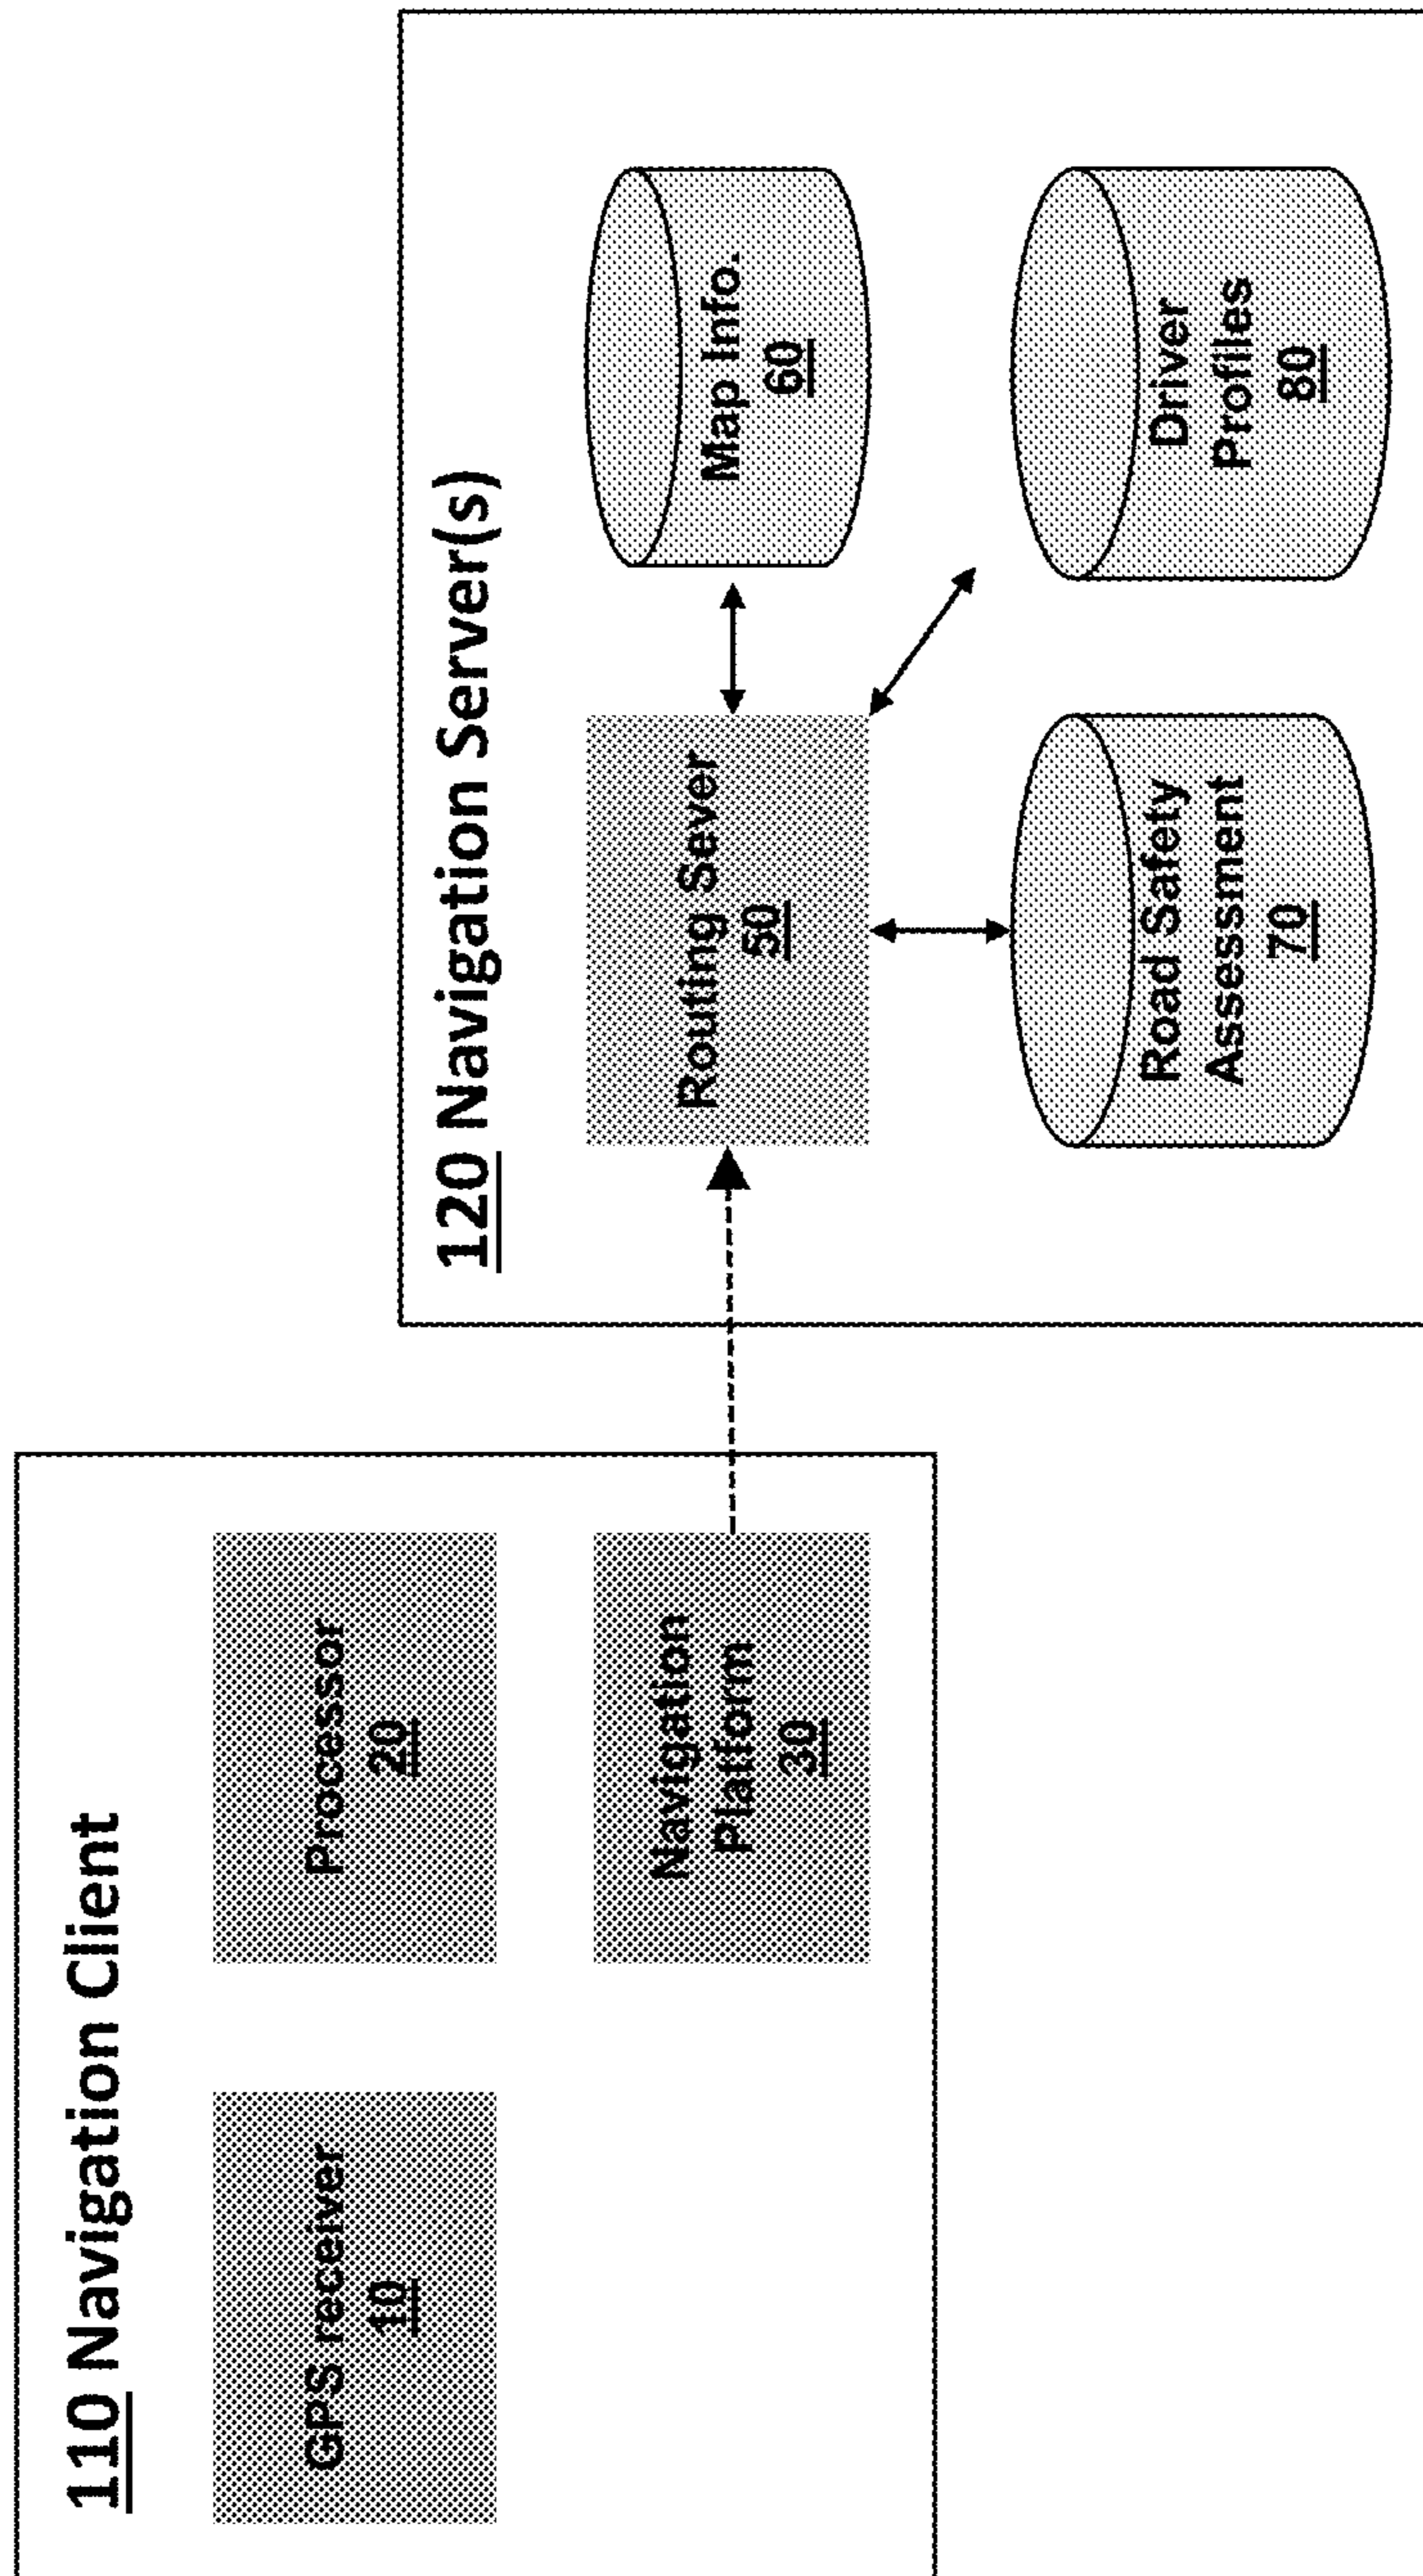 110 Navigation Client
GPS receiver
10
Processor
20
Navigation
Platform
30
120 Navigation Server(s)
Routing Sever
50
Map Info.
60
Road Safety
Assessment
70
Driver
Profiles
80